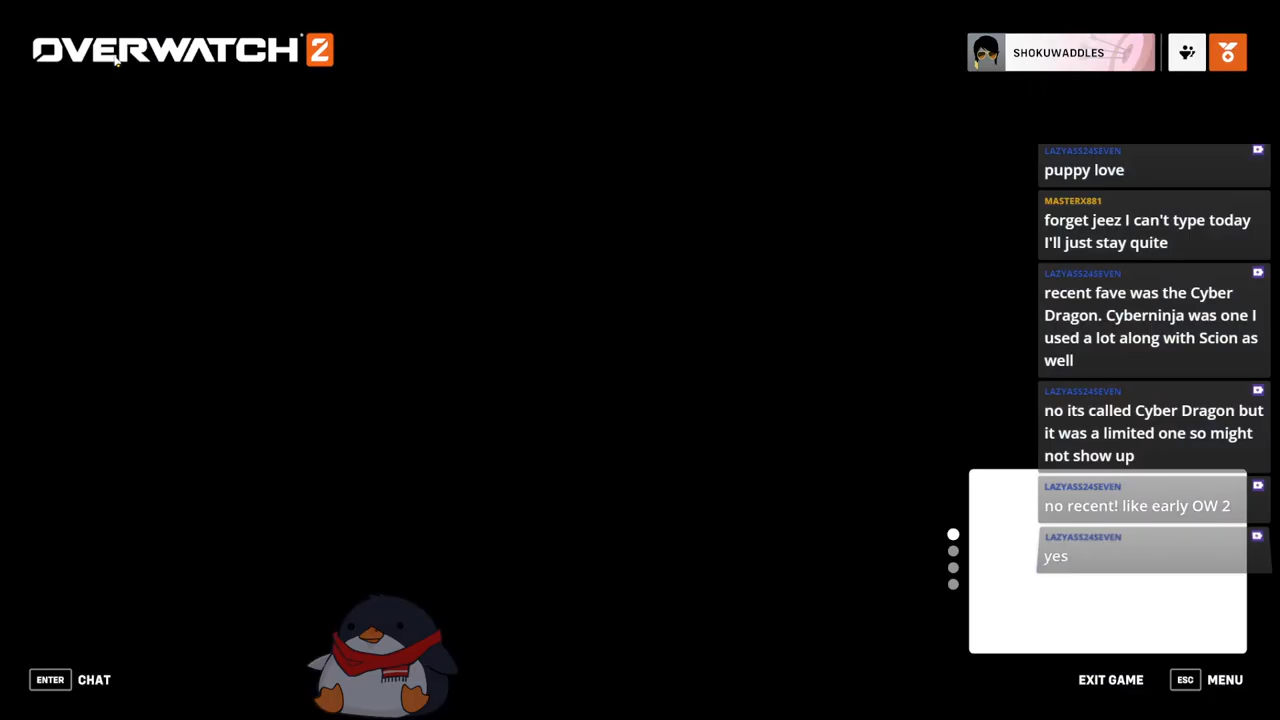 OVERWATCH 2
SHOKUWADDLES
LAZYASS24SEVEN
puppy love
MASTERX881
forget jeez I can't type today
I'll just stay quite
LAZYASS24SEVEN
recent fave was the Cyber
Dragon. Cyberninja was one I
used a lot along with Scion as
well
LAZYASS24SEVEN
no its called Cyber Dragon but
it was a limited one so might
not show up
LAZYASS24SEVEN
no recent! like early OW 2
LAZYASS24SEVEN
yes
ENTER CHAT
EXIT GAME
ESC MENU